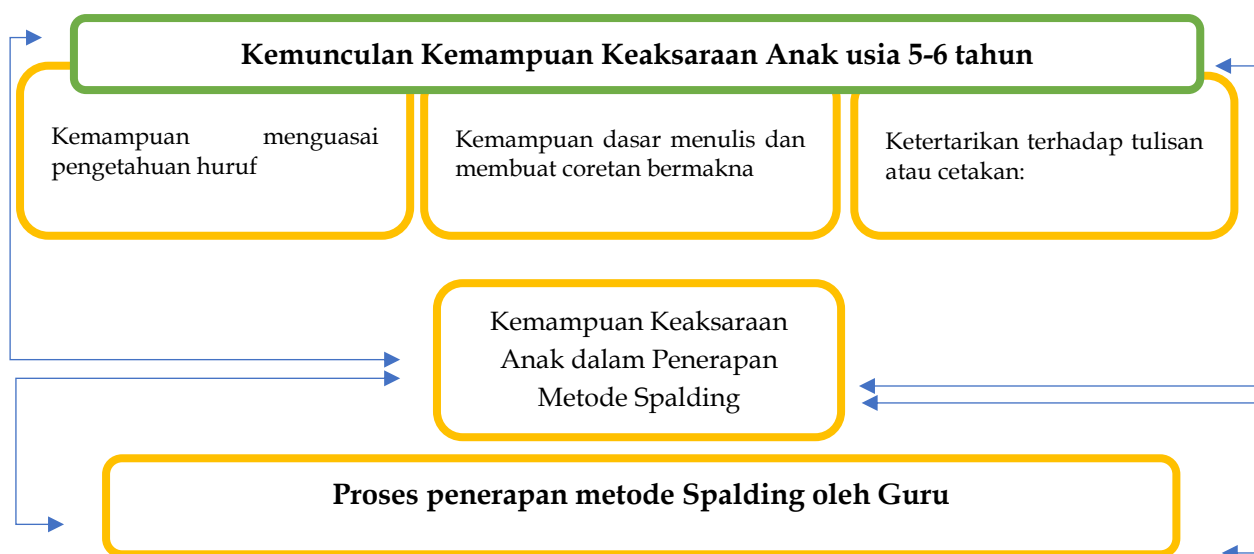 Kemunculan Kemampuan Keaksaraan Anak usia 5-6 tahun
Kemampuan menguasai
pengetahuan huruf
Kemampuan dasar menulis dan
membuat coretan bermakna
Ketertarikan terhadap tulisan
atau cetakan:
Kemampuan Keaksaraan
Anak dalam Penerapan
Metode Spalding
Proses penerapan metode Spalding oleh Guru